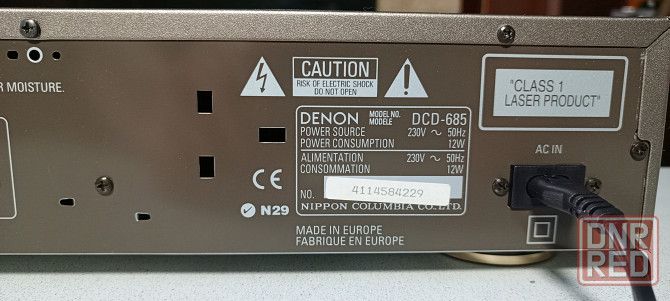 R MOISTURE.
CAUTION
RISK OF ELECTRIC SHOCK
DO NOT OPEN
"CLASS 1
LASER PRODUCT"
DENON MODEL NO. MODELE DCD-685
POWER SOURCE 230V ~ 50Hz
POWER CONSUMPTION 12W
ALIMENTATION 230V ~ 50Hz
CONSOMMATION 12W
NO. 4114584229
NIPPON COLUMBIA CO. LTD.
AC IN
CE
N29
MADE IN EUROPE
FABRIQUE EN EUROPE
DNR
RED